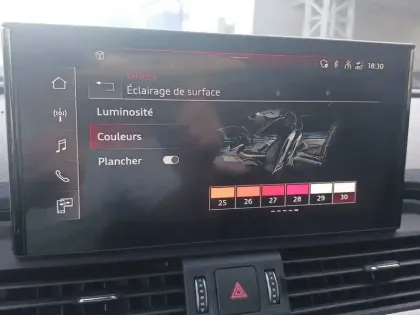 18:30
Éclairage de surface
Luminosité
Couleurs
Plancher
25 26 27 28 29 30